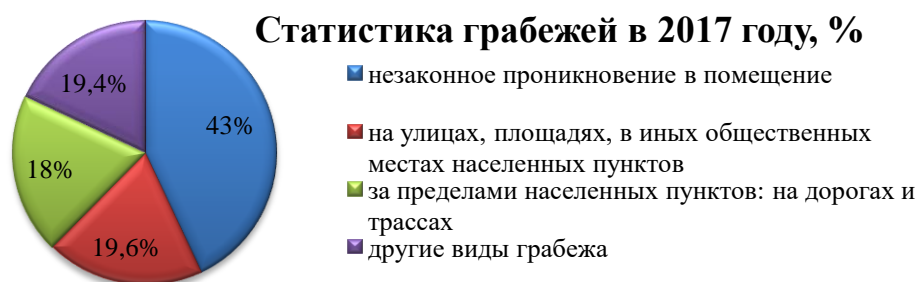 Статистика грабежей в 2017 году, %
19,4%
43%
18%
19,6%
незаконное проникновение в помещение
на улицах, площадях, в иных общественных
местах населенных пунктов
за пределами населенных пунктов: на дорогах и
трассах
другие виды грабежа